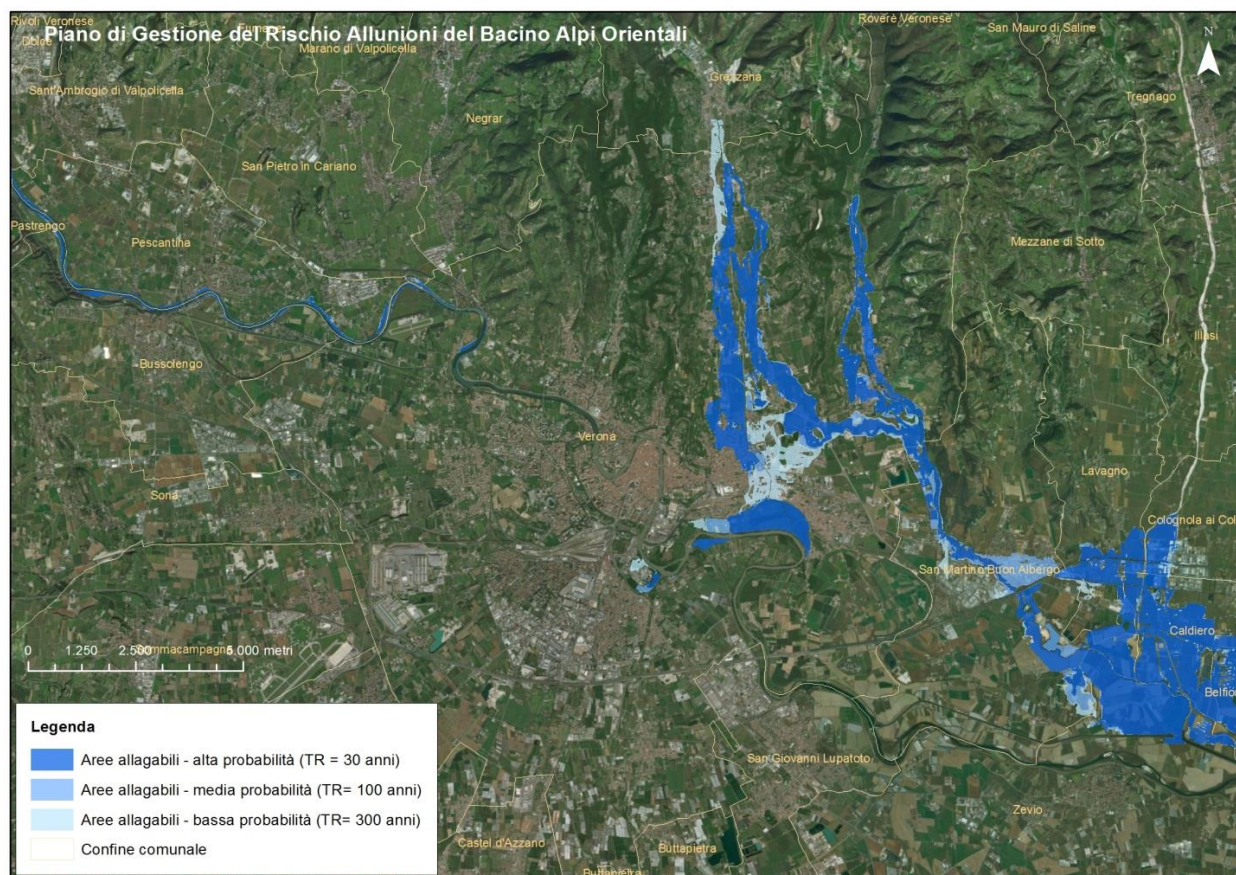 Rivoli Veronese
Roverè Veronese
San Mauro di Saline
Piano di Gestione del Rischio Allunioni del Bacino Alpi Orientali
N
Dolcè
Marano di Valpolicella
Grezzana
Sant'Ambrogio di Valpolicella
Tregnago
Negrar
San Pietro in Cariano
Pastrengo
Pescantina
Mezzane di Sotto
Illasi
Bussolengo
Verona
Sona
Lavagno
Colognola ai Col
San Martino Buon Albergo
Caldiero
Sommacampagna
0 1.250 2.500 5.000 metri
Belfio
Legenda
Aree allagabili - alta probabilità (TR = 30 anni)
Aree allagabili - media probabilità (TR= 100 anni)
Aree allagabili - bassa probabilità (TR= 300 anni)
Confine comunale
San Giovanni Lupatoto
Zevio
Castel d'Azzano
Buttapietra
Buttapietra